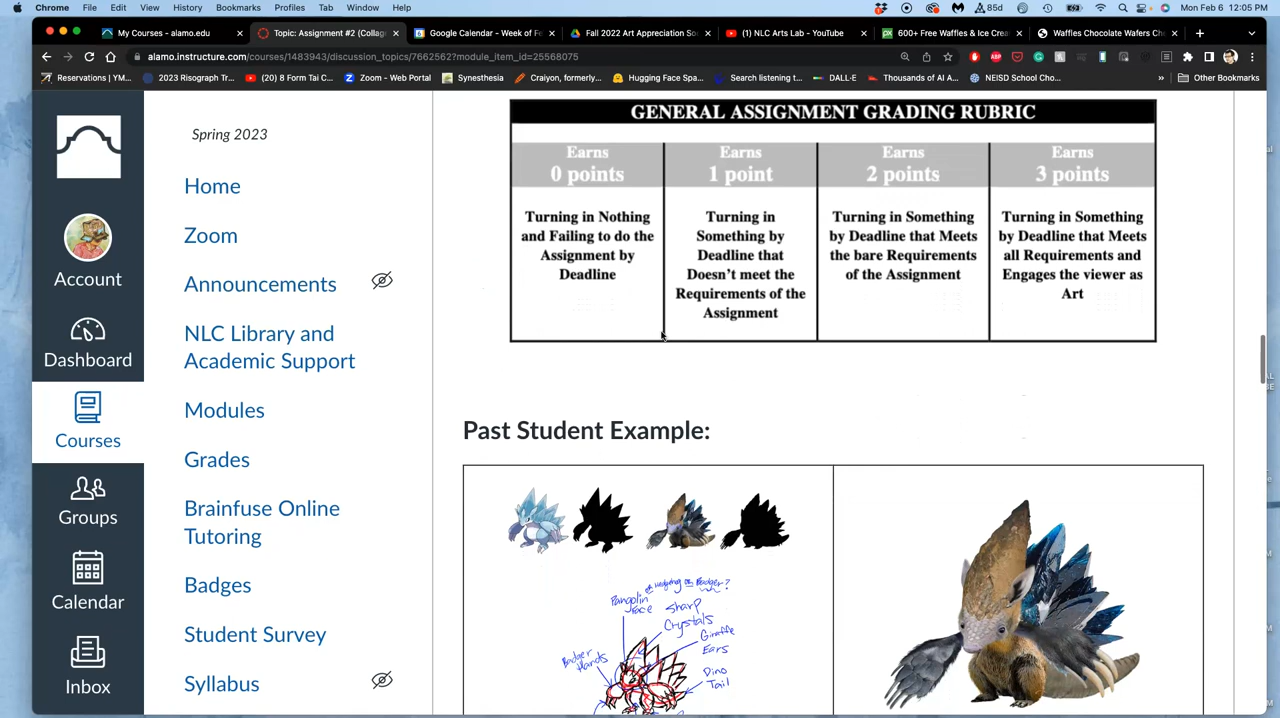 Chrome File Edit View History Bookmarks Profiles Tab Window Help 85d Mon Feb 6 12:05 PM
My Courses - alamo.edu Topic: Assignment #2 (Collag Google Calendar - Week of Fe Fall 2022 Art Appreciation So (1) NLC Arts Lab - YouTube 600+ Free Waffles & Ice Crea Waffles Chocolate Wafers Ch
alamo.instructure.com/courses/1483943/discussion_topics/7662562?module_item_id=25568075
Reservations | YM... 2023 Risograph Tr... (20) 8 Form Tai C... Zoom - Web Portal Synesthesia Craiyon, formerly... Hugging Face Spa... Search listening t... DALL-E Thousands of AI A... NEISD School Cho... » Other Bookmarks
Account
Dashboard
Courses
Groups
Calendar
Inbox
Spring 2023
Home
Zoom
Announcements
NLC Library and
Academic Support
Modules
Grades
Brainfuse Online
Tutoring
Badges
Student Survey
Syllabus
GENERAL ASSIGNMENT GRADING RUBRIC
Earns
0 points
Turning in Nothing
and Failing to do the
Assignment by
Deadline
Earns
1 point
Turning in
Something by
Deadline that
Doesn't meet the
Requirements of the
Assignment
Earns
2 points
Turning in Something
by Deadline that Meets
the bare Requirements
of the Assignment
Earns
3 points
Turning in Something
by Deadline that Meets
all Requirements and
Engages the viewer as
Art
Past Student Example:
Pangolin
Face
or Badger?
Sharp
Crystals
Giraffe
Ears
Badger
Hands
Dino
Tail